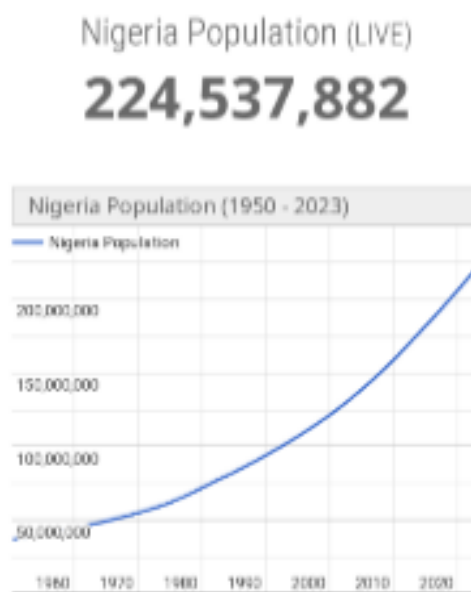 Nigeria Population (LIVE)
224,537,882
Nigeria Population (1950 - 2023)
Nigeria Population
200,000,000
150,000,000
100,000,000
50,000,000
1960 1970 1980 1990 2000 2010 2020